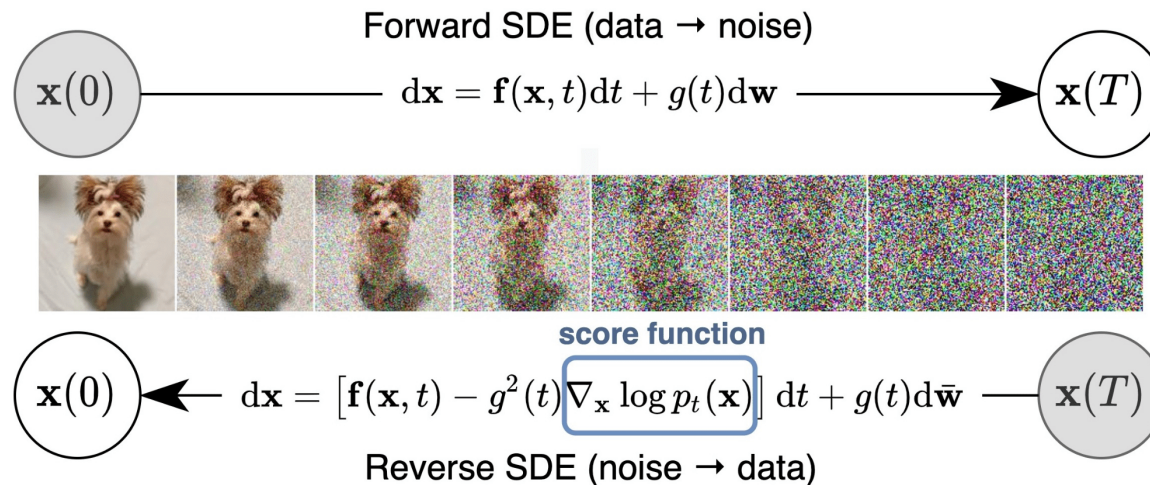 Forward SDE (data → noise)
x(0) dx = f(x, t)dt + g(t)dw x(T)
score function
x(0) dx = [f(x, t) − g²(t)∇ₓ log pₜ(x)] dt + g(t)dw̄ x(T)
Reverse SDE (noise → data)